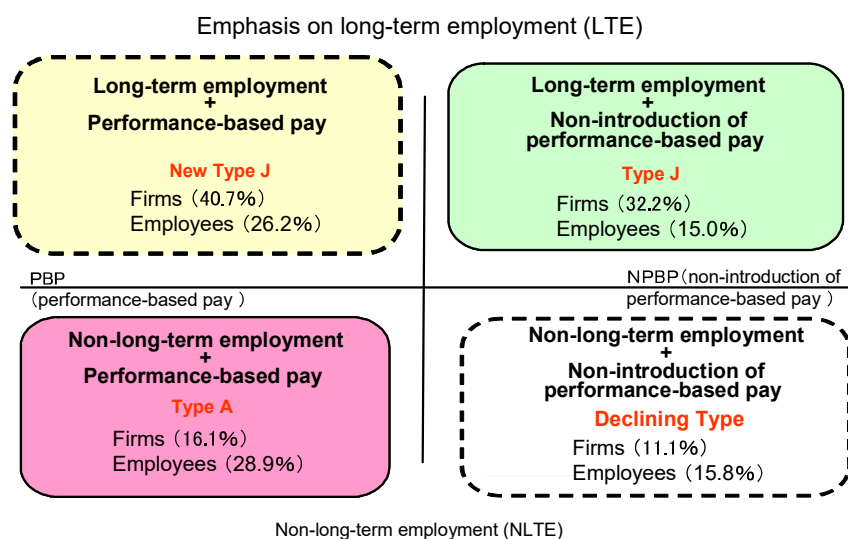 Emphasis on long-term employment (LTE)
Long-term employment
+
Performance-based pay
New Type J
Firms (40.7%)
Employees (26.2%)
Long-term employment
+
Non-introduction of
performance-based pay
Type J
Firms (32.2%)
Employees (15.0%)
PBP
(performance-based pay )
NPBP(non-introduction of
performance-based pay )
Non-long-term employment
+
Performance-based pay
Type A
Firms (16.1%)
Employees (28.9%)
Non-long-term employment
+
Non-introduction of
performance-based pay
Declining Type
Firms (11.1%)
Employees (15.8%)
Non-long-term employment (NLTE)